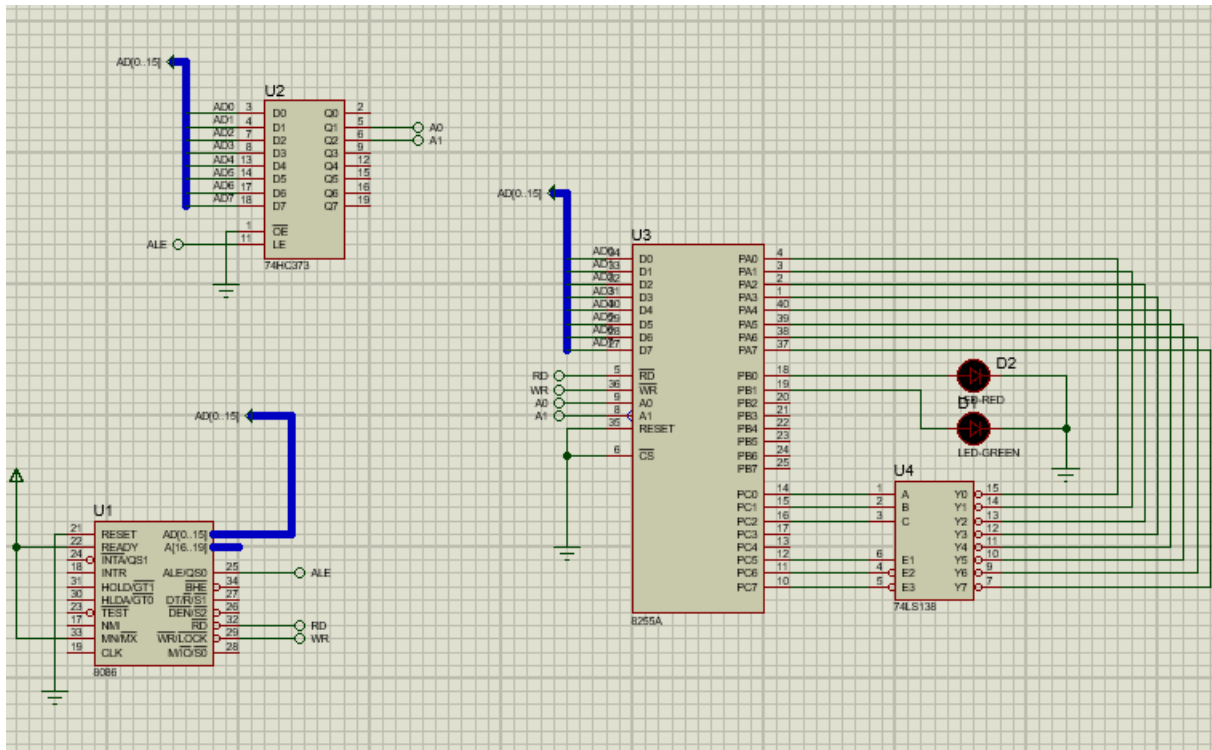 AD[0..15]
U2
AD0 3 D0 Q0 2
AD1 4 D1 Q1 5 A0
AD2 7 D2 Q2 6 A1
AD3 8 D3 Q3 9
AD4 13 D4 Q4 12
AD5 14 D5 Q5 15
AD6 17 D6 Q6 16
AD7 18 D7 Q7 19
1 OE
ALE 11 LE
74HC373
AD[0..15]
U3
D0 PA0 4
D1 PA1 3
D2 PA2 2
D3 PA3 1
D4 PA4 40
D5 PA5 39
D6 PA6 38
D7 PA7 37
RD 5 RD PB0 18
WR 36 WR PB1 19
A0 9 A0 PB2 20
A1 8 A1 PB3 21
35 RESET PB4 22
PB5 23
6 CS PB6 24
PB7 25
PC0 14
PC1 15
PC2 16
PC3 17
PC4 13
PC5 12
PC6 11
PC7 10
8255A
D2
LED-RED
D1
LED-GREEN
U4
1 A Y0 15
2 B Y1 14
3 C Y2 13
Y3 12
Y4 11
6 E1 Y5 10
4 E2 Y6 9
5 E3 Y7 7
74LS138
AD[0..15]
U1
21 RESET AD[0..15]
22 READY A[16..19]
24 INTA/QS1
18 INTR ALE/QS0 25 ALE
31 HOLD/GT1 BHE 34
30 HLDA/GT0 DT/R/S1 27
23 TEST DEN/S2 26
17 NMI RD 32 RD
33 MN/MX WR/LOCK 29 WR
19 CLK M/IO/S0 28
8086